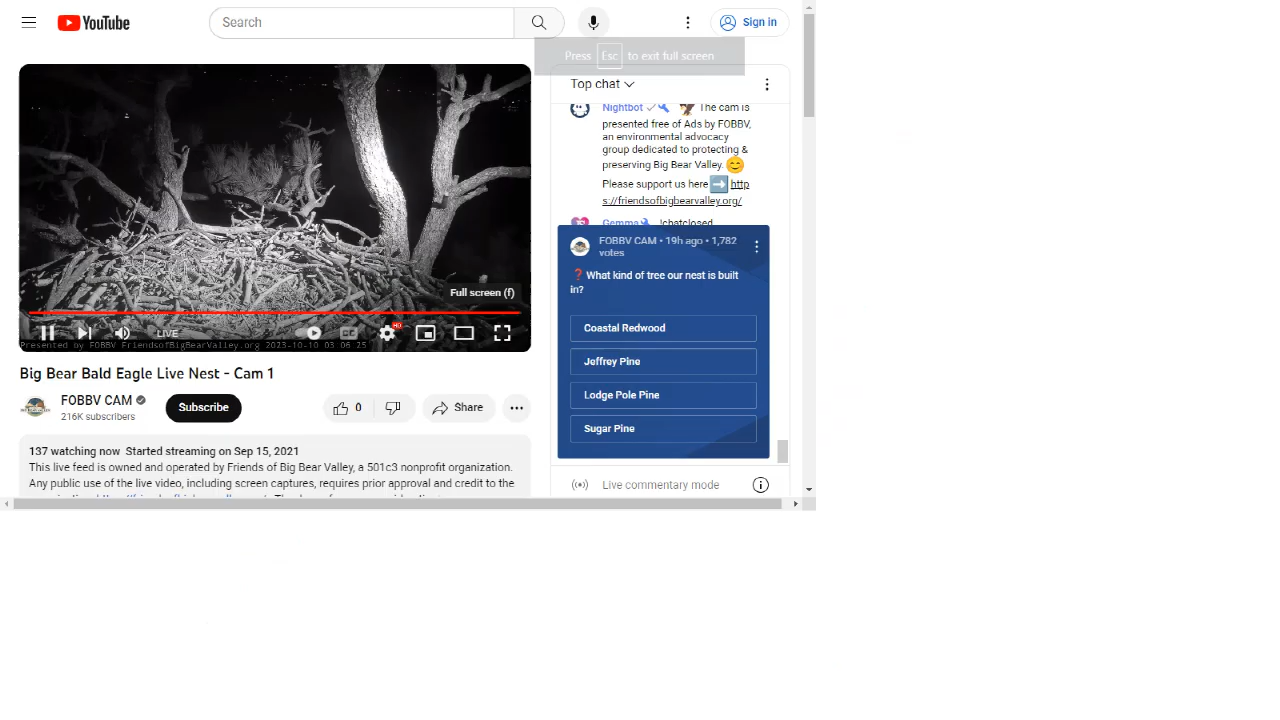 YouTube
Search
Sign in
Press Esc to exit full screen
Top chat
Nightbot The cam is
presented free of Ads by FOBBV,
an environmental advocacy
group dedicated to protecting &
preserving Big Bear Valley.
Please support us here http
s://friendsofbigbearvalley.org/
Gemma !chatclosed
FOBBV CAM • 19h ago • 1,782
votes
❓What kind of tree our nest is built
in?
Coastal Redwood
Jeffrey Pine
Lodge Pole Pine
Sugar Pine
Live commentary mode
Full screen (f)
LIVE
CC
HD
Presented by FOBBV FriendsofBigBearValley.org 2023-10-10 03 06 25
Big Bear Bald Eagle Live Nest - Cam 1
FOBBV CAM
216K subscribers
Subscribe
0
Share
137 watching now Started streaming on Sep 15, 2021
This live feed is owned and operated by Friends of Big Bear Valley, a 501c3 nonprofit organization.
Any public use of the live video, including screen captures, requires prior approval and credit to the